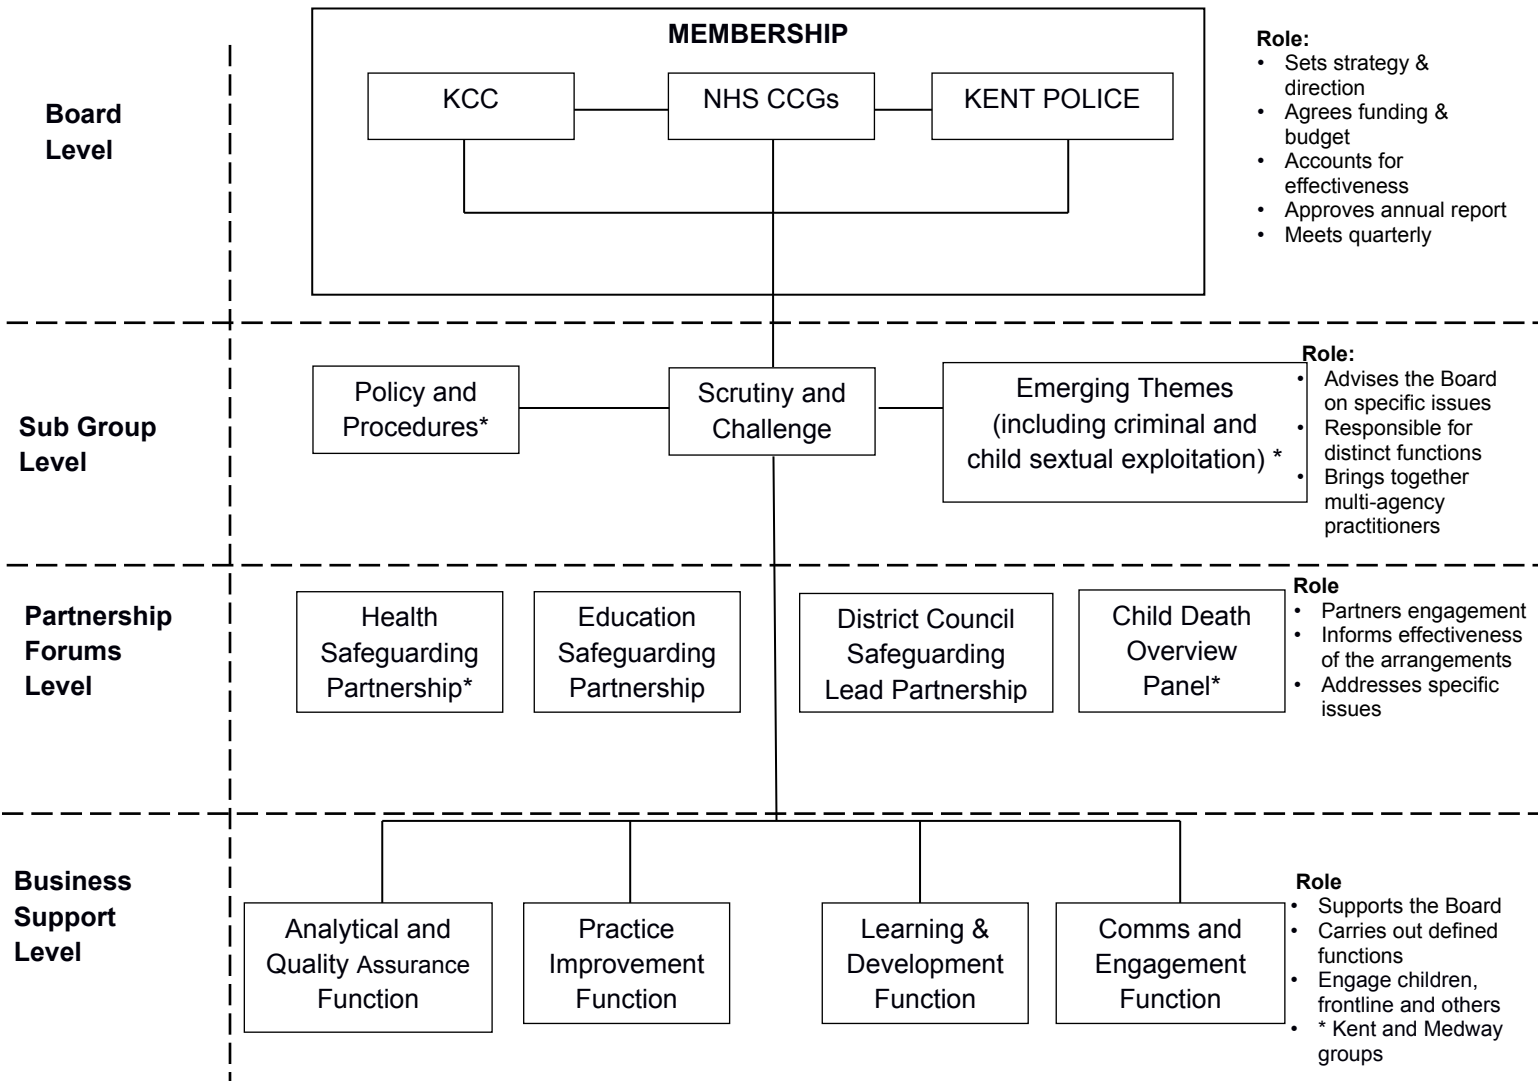 MEMBERSHIP
KCC
NHS CCGs
KENT POLICE
Board
Level
Role:
• Sets strategy &
direction
• Agrees funding &
budget
• Accounts for
effectiveness
• Approves annual report
• Meets quarterly
Sub Group
Level
Policy and
Procedures*
Scrutiny and
Challenge
Emerging Themes
(including criminal and
child sextual exploitation) *
Role:
• Advises the Board
on specific issues
• Responsible for
distinct functions
• Brings together
multi-agency
practitioners
Partnership
Forums
Level
Health
Safeguarding
Partnership*
Education
Safeguarding
Partnership
District Council
Safeguarding
Lead Partnership
Child Death
Overview
Panel*
Role
• Partners engagement
• Informs effectiveness
of the arrangements
• Addresses specific
issues
Business
Support
Level
Analytical and
Quality Assurance
Function
Practice
Improvement
Function
Learning &
Development
Function
Comms and
Engagement
Function
Role
• Supports the Board
• Carries out defined
functions
• Engage children,
frontline and others
• * Kent and Medway
groups